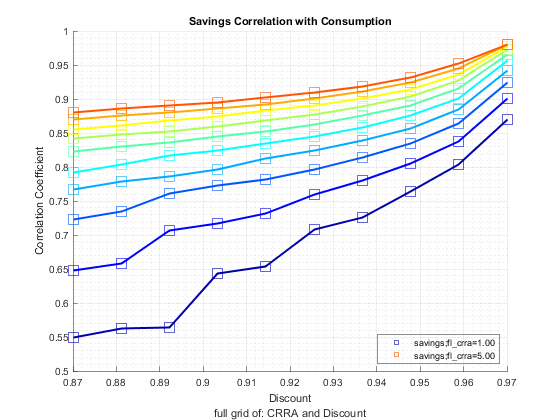 Savings Correlation with Consumption
1
0.95
0.9
0.85
0.8
0.75
0.7
0.65
0.6
0.55
0.5
Correlation Coefficient
savings;fl_crra=1.00
savings;fl_crra=5.00
0.87 0.88 0.89 0.9 0.91 0.92 0.93 0.94 0.95 0.96 0.97
Discount
full grid of: CRRA and Discount